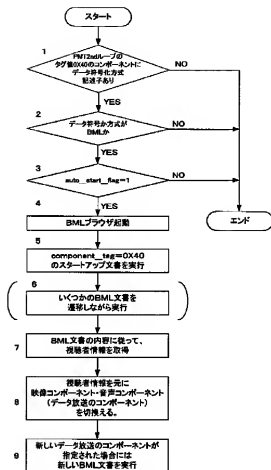 スタート
1
PMT2ndループの
タグ値0X40のコンポーネントに
データ符号化方式
記述子あり
NO
YES
2
データ符号か方式が
BMLか
NO
YES
3
auto_start_flag=1
NO
YES
エンド
4
BMLブラウザ起動
5
component_tag=0X40
のスタートアップ文書を実行
6
いくつかのBML文書を
遷移しながら実行
7
BML文書の内容に従って、
視聴者情報を取得
8
視聴者情報を元に
映像コンポーネント・音声コンポーネント
(データ放送のコンポーネント)
を切換える。
9
新しいデータ放送のコンポーネントが
指定された場合には
新しいBML文書を実行